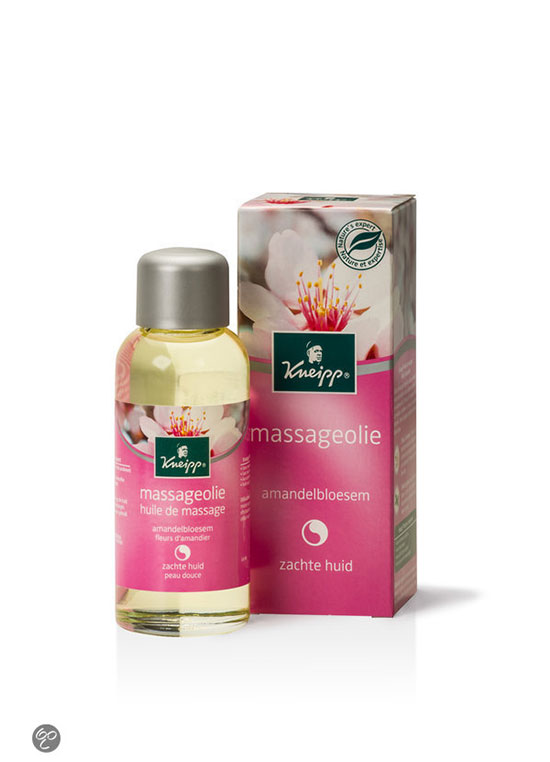 Nature's expert
Nature et expertise
Kneipp®
massageolie
amandelbloesem
zachte huid
Kneipp®
massageolie
huile de massage
amandelbloesem
fleurs d'amandier
zachte huid
peau douce